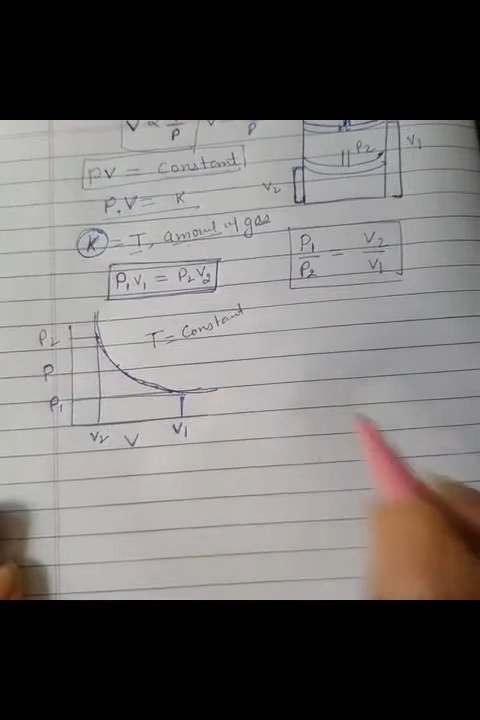 V ∝ 1/P
P
PV = Constant
P.V = K
K = T, amount of gas
P1V1 = P2V2
P1/P2 = V2/V1
P2
V1
V2
T = Constant
P2
P
P1
V2 V V1